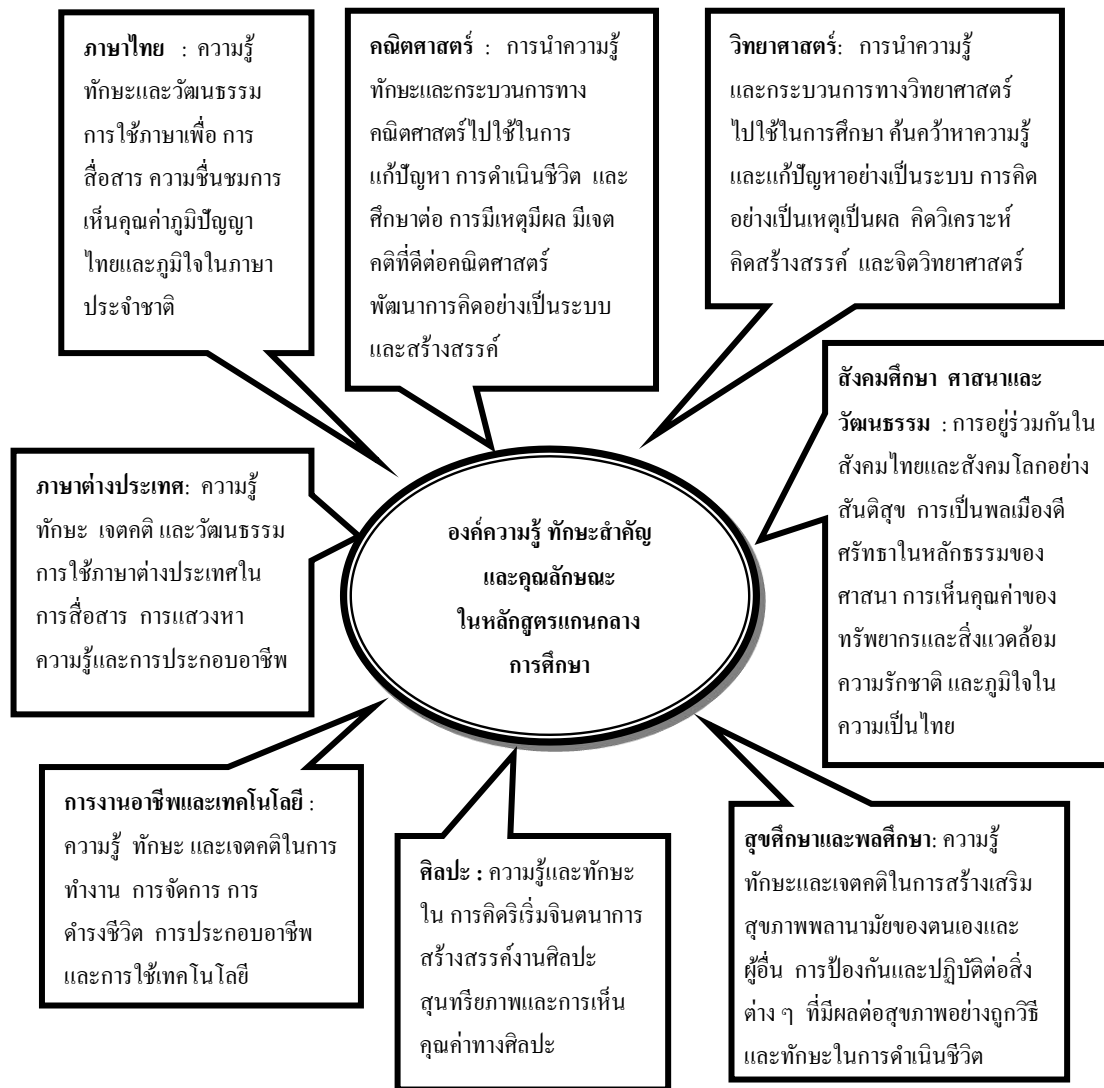 ภาษาไทย : ความรู้
ทักษะและวัฒนธรรม
การใช้ภาษาเพื่อ การ
สื่อสาร ความชื่นชมการ
เห็นคุณค่าภูมิปัญญา
ไทยและภูมิใจในภาษา
ประจำชาติ
คณิตศาสตร์ : การนำความรู้
ทักษะและกระบวนการทาง
คณิตศาสตร์ไปใช้ในการ
แก้ปัญหา การดำเนินชีวิต และ
ศึกษาต่อ การมีเหตุมีผล มีเจต
คติที่ดีต่อคณิตศาสตร์
พัฒนาการคิดอย่างเป็นระบบ
และสร้างสรรค์
วิทยาศาสตร์: การนำความรู้
และกระบวนการทางวิทยาศาสตร์
ไปใช้ในการศึกษา ค้นคว้าหาความรู้
และแก้ปัญหาอย่างเป็นระบบ การคิด
อย่างเป็นเหตุเป็นผล คิดวิเคราะห์
คิดสร้างสรรค์ และจิตวิทยาศาสตร์
สังคมศึกษา ศาสนาและ
วัฒนธรรม : การอยู่ร่วมกันใน
สังคมไทยและสังคมโลกอย่าง
สันติสุข การเป็นพลเมืองดี
ศรัทธาในหลักธรรมของ
ศาสนา การเห็นคุณค่าของ
ทรัพยากรและสิ่งแวดล้อม
ความรักชาติ และภูมิใจใน
ความเป็นไทย
ภาษาต่างประเทศ: ความรู้
ทักษะ เจตคติ และวัฒนธรรม
การใช้ภาษาต่างประเทศใน
การสื่อสาร การแสวงหา
ความรู้และการประกอบอาชีพ
องค์ความรู้ ทักษะสำคัญ
และคุณลักษณะ
ในหลักสูตรแกนกลาง
การศึกษา
การงานอาชีพและเทคโนโลยี :
ความรู้ ทักษะ และเจตคติในการ
ทำงาน การจัดการ การ
ดำรงชีวิต การประกอบอาชีพ
และการใช้เทคโนโลยี
ศิลปะ : ความรู้และทักษะ
ใน การคิดริเริ่มจินตนาการ
สร้างสรรค์งานศิลปะ
สุนทรียภาพและการเห็น
คุณค่าทางศิลปะ
สุขศึกษาและพลศึกษา: ความรู้
ทักษะและเจตคติในการสร้างเสริม
สุขภาพพลานามัยของตนเองและ
ผู้อื่น การป้องกันและปฏิบัติต่อสิ่ง
ต่าง ๆ ที่มีผลต่อสุขภาพอย่างถูกวิธี
และทักษะในการดำเนินชีวิต